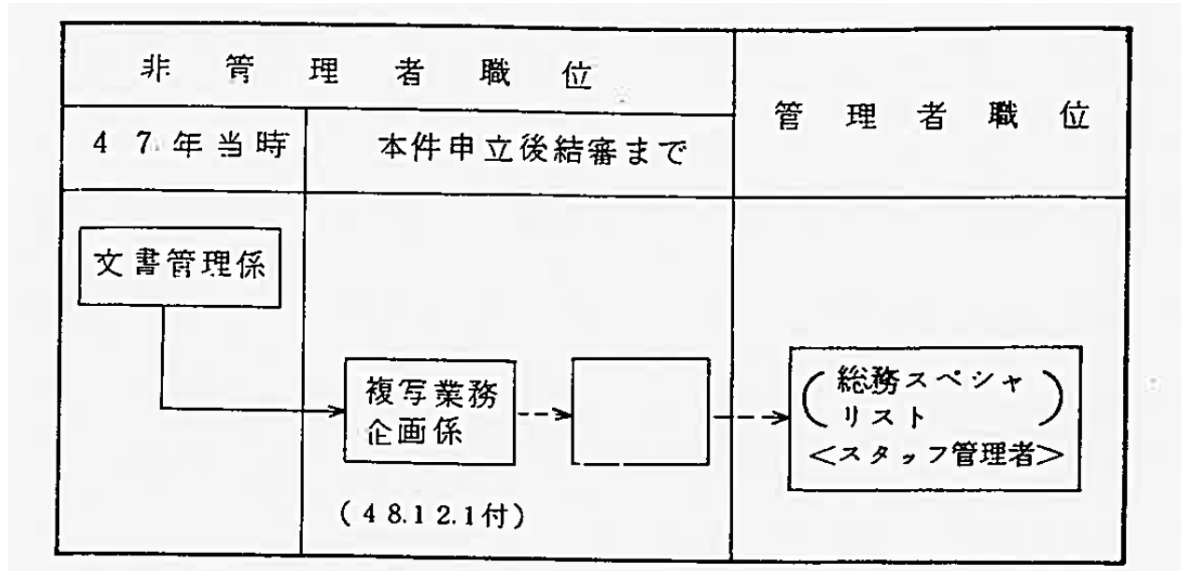 非管理者職位
管理者職位
47年当時
本件申立後結審まで
文書管理係
複写業務
企画係
(48.12.1付)
(総務スペシャ
リスト)
<スタッフ管理者>